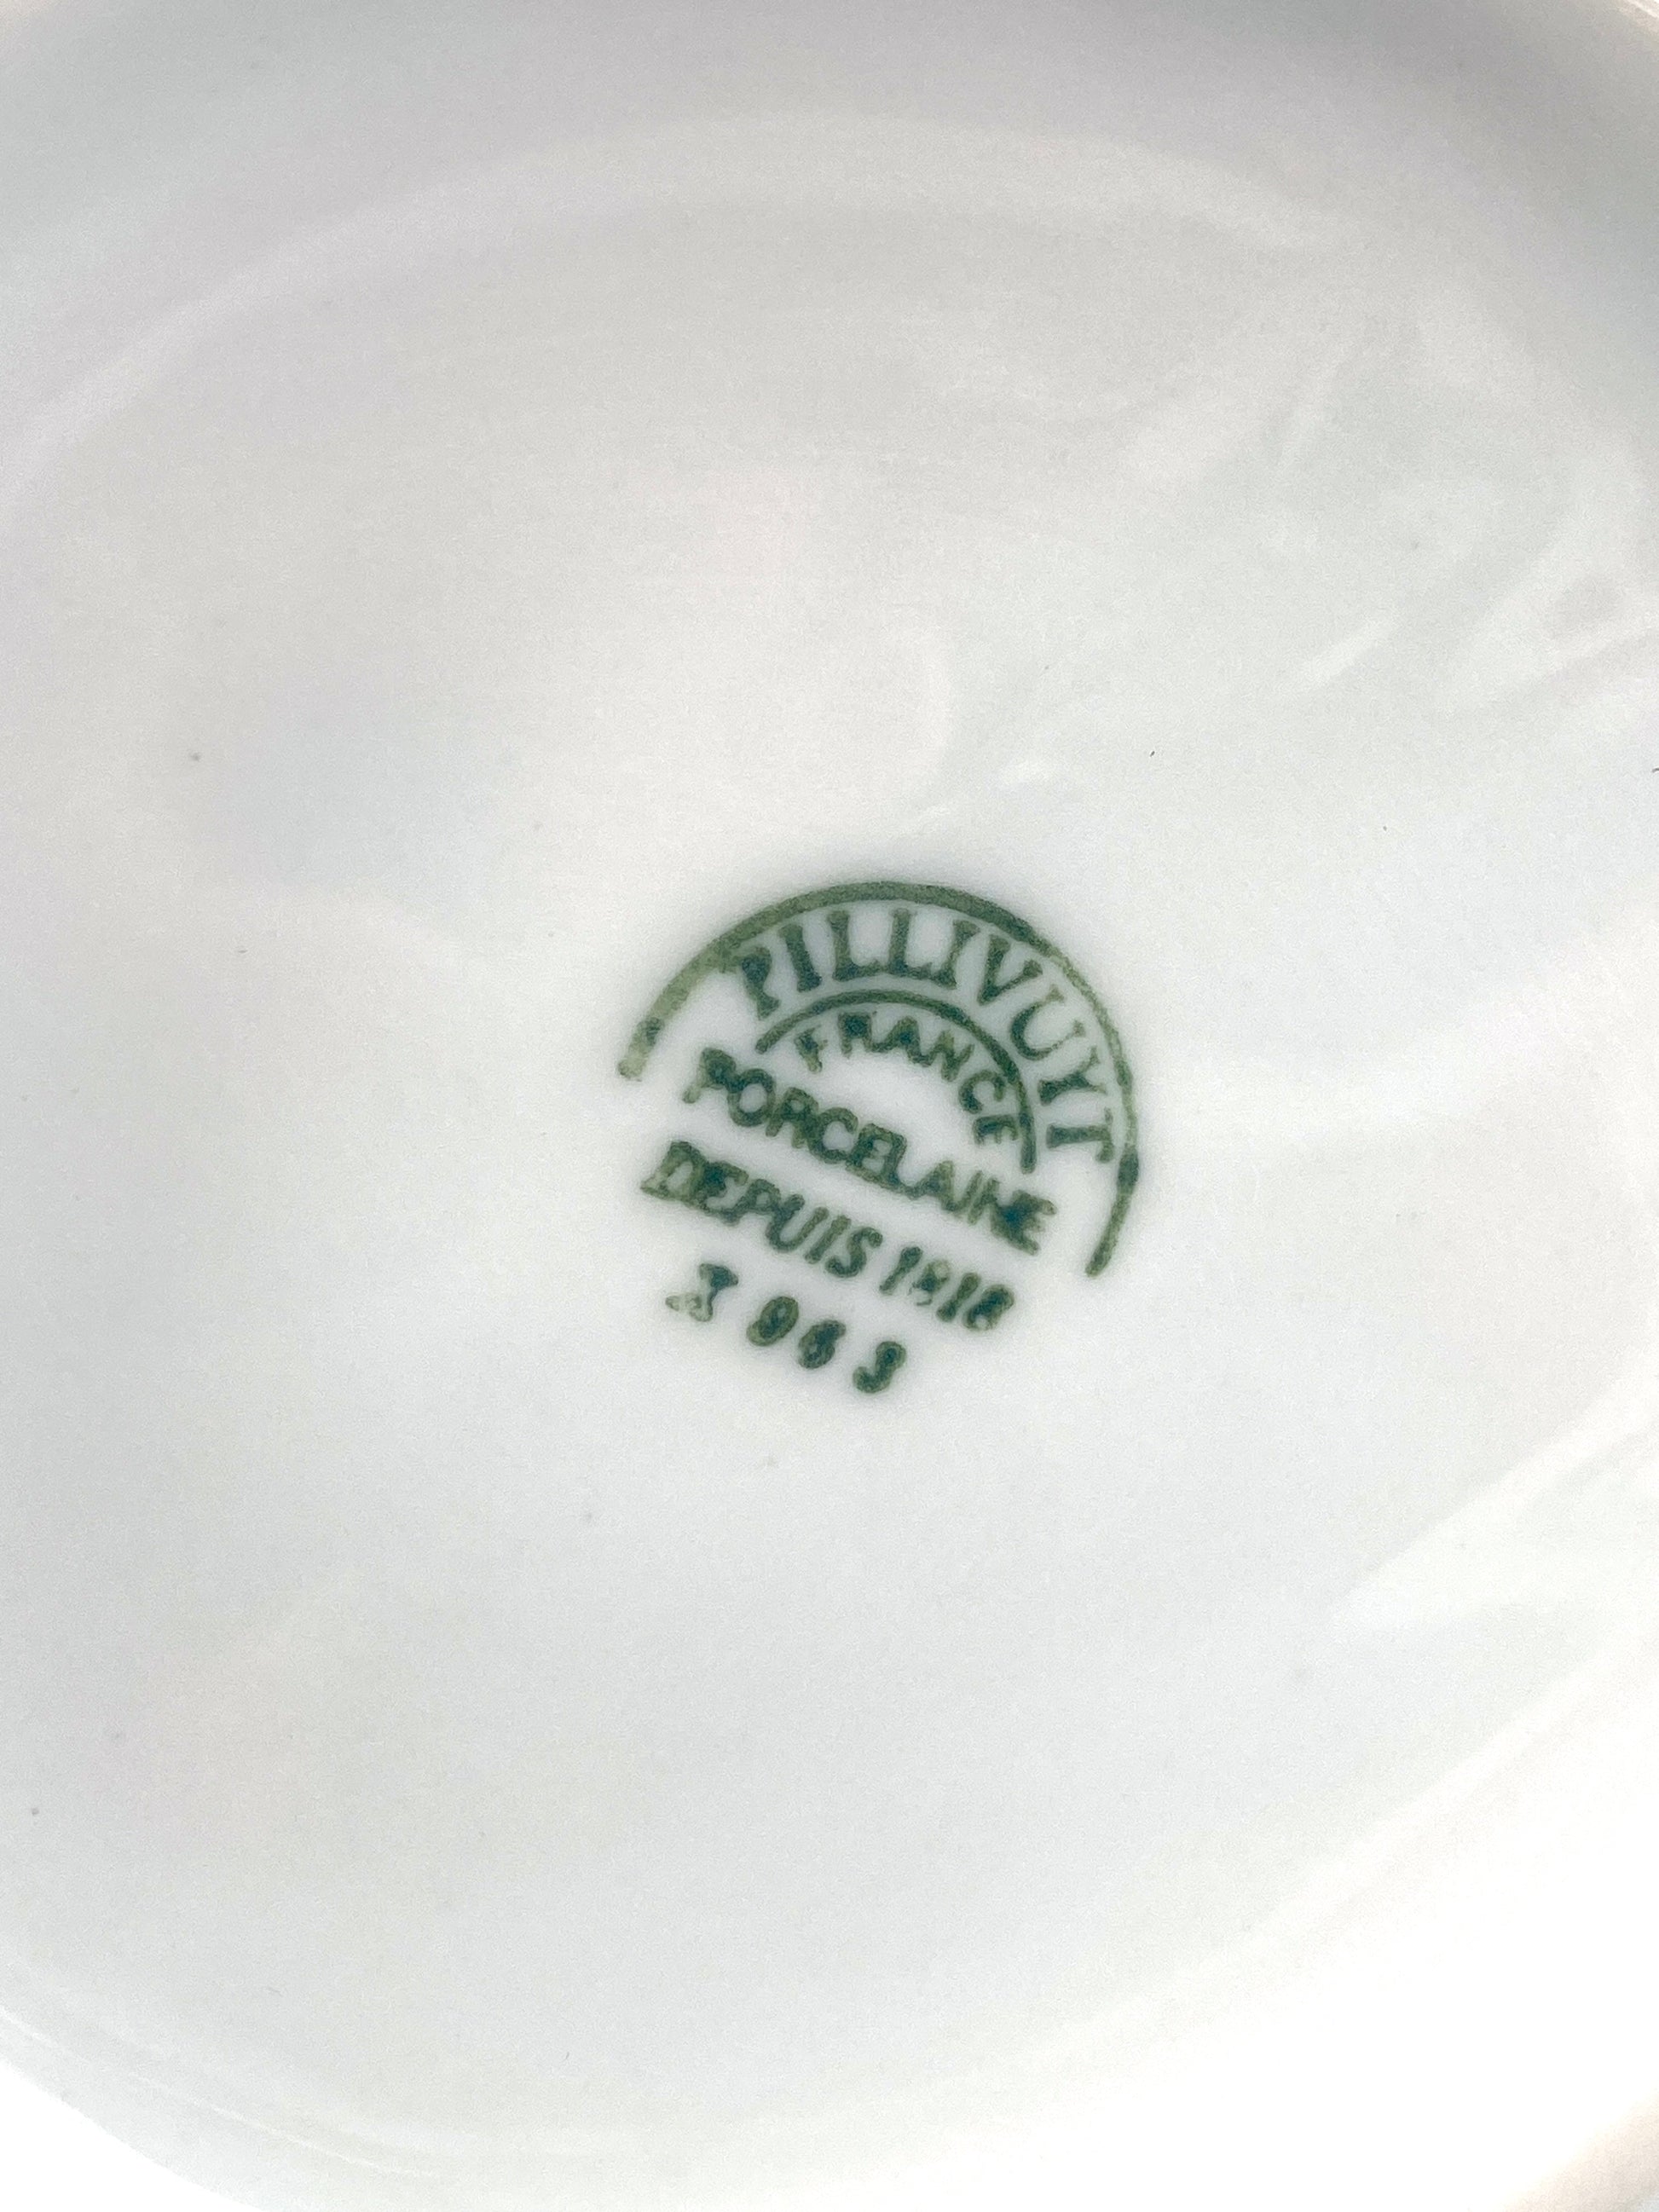 PILLIVUYT
FRANCE
PORCELAINE
DEPUIS 1818